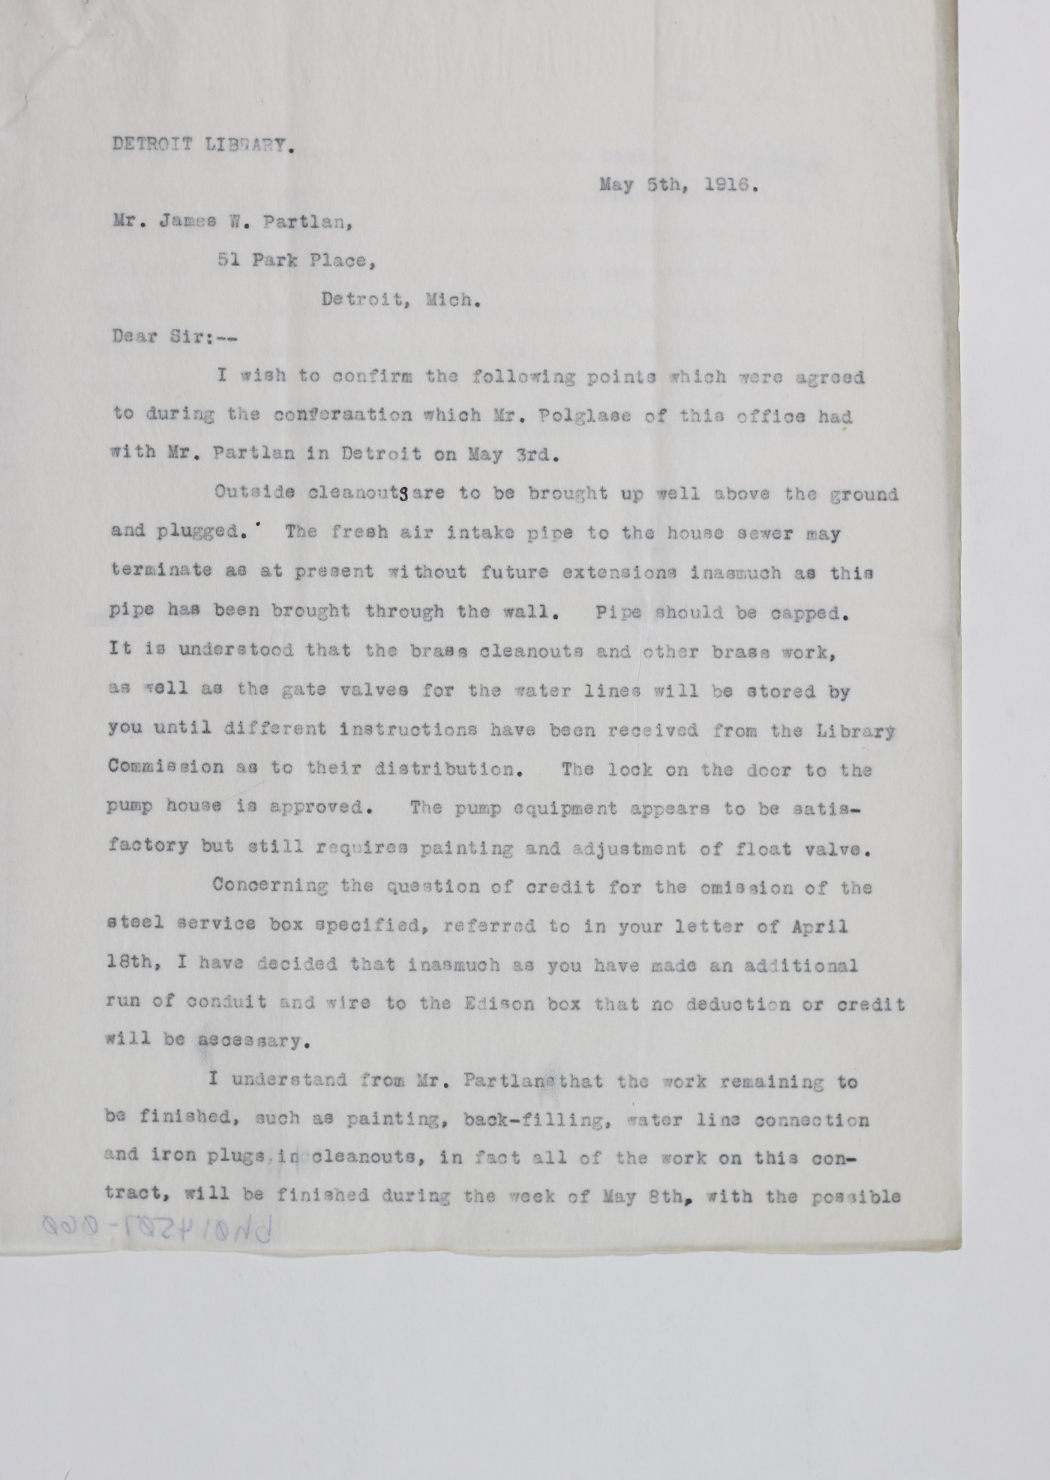 DETROIT LIBRARY.
May 5th, 1916.
Mr. James W. Partlan,
51 Park Place,
Detroit, Mich.
Dear Sir:--
I wish to confirm the following points which were agreed
to during the confersation which Mr. Polglase of this office had
with Mr. Partlan in Detroit on May 3rd.
Outside cleanouts are to be brought up well above the ground
and plugged. The fresh air intake pipe to the house sewer may
terminate as at present without future extensions inasmuch as this
pipe has been brought through the wall. Pipe should be capped.
It is understood that the brass cleanouts and other brass work,
as well as the gate valves for the water lines will be stored by
you until different instructions have been received from the Library
Commission as to their distribution. The lock on the door to the
pump house is approved. The pump equipment appears to be satis-
factory but still requires painting and adjustment of float valve.
Concerning the question of credit for the omission of the
steel service box specified, referred to in your letter of April
18th, I have decided that inasmuch as you have made an additional
run of conduit and wire to the Edison box that no deduction or credit
will be ascessary.
I understand from Mr. Partlan that the work remaining to
be finished, such as painting, back-filling, water line connection
and iron plugs in cleanouts, in fact all of the work on this con-
tract, will be finished during the week of May 8th, with the possible